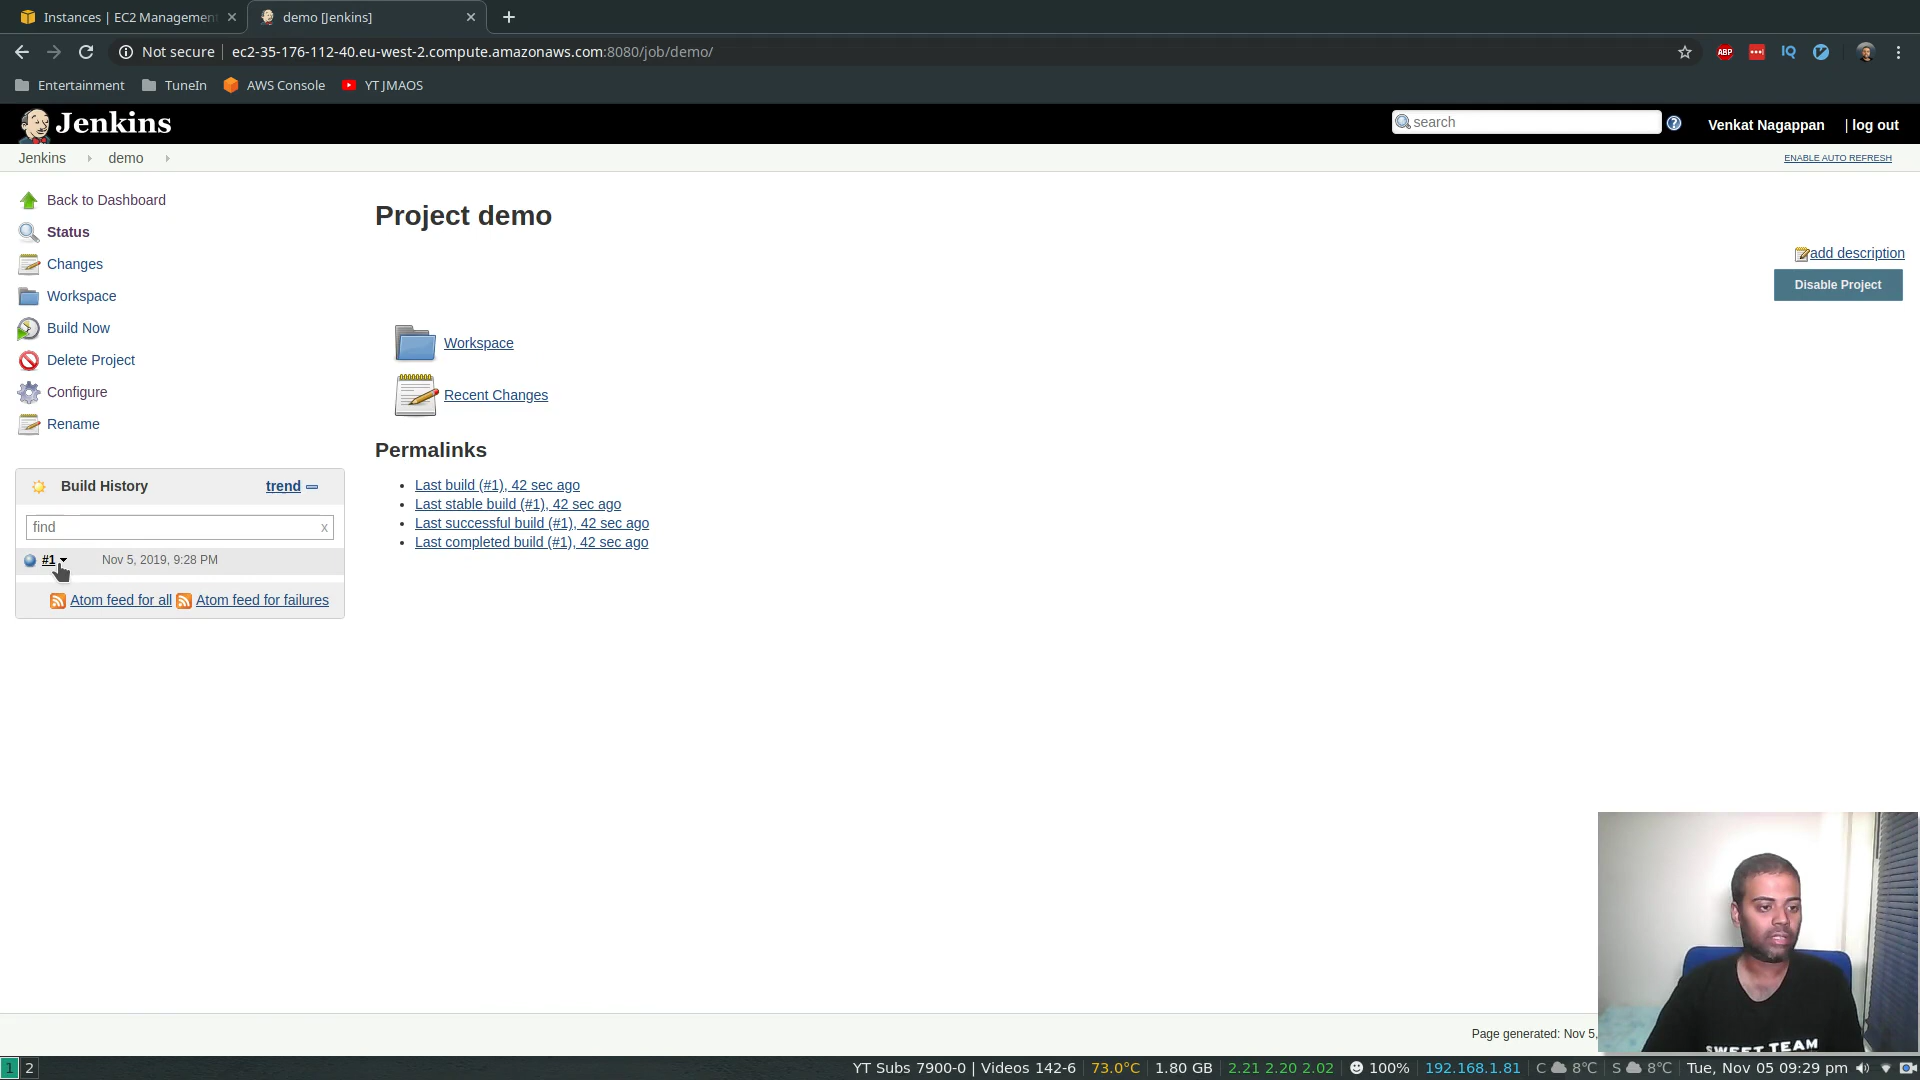 Instances | EC2 Management
demo [Jenkins]
Not secure
ec2-35-176-112-40.eu-west-2.compute.amazonaws.com:8080/job/demo/
ABP
IQ
Entertainment
TuneIn
AWS Console
YT JMAOS
Jenkins
search
Venkat Nagappan
| log out
Jenkins
demo
ENABLE AUTO REFRESH
Back to Dashboard
Status
Changes
Workspace
Build Now
Delete Project
Configure
Rename
Project demo
add description
Disable Project
Workspace
Recent Changes
Permalinks
• Last build (#1), 42 sec ago
• Last stable build (#1), 42 sec ago
• Last successful build (#1), 42 sec ago
• Last completed build (#1), 42 sec ago
Build History
trend
find
x
#1
Nov 5, 2019, 9:28 PM
Atom feed for all
Atom feed for failures
Page generated: Nov 5,
SWEET TEAM
1 2
YT Subs 7900-0 | Videos 142-6 | 73.0°C | 1.80 GB | 2.21 2.20 2.02 | 100% | 192.168.1.81 | C 8°C | S 8°C | Tue, Nov 05 09:29 pm